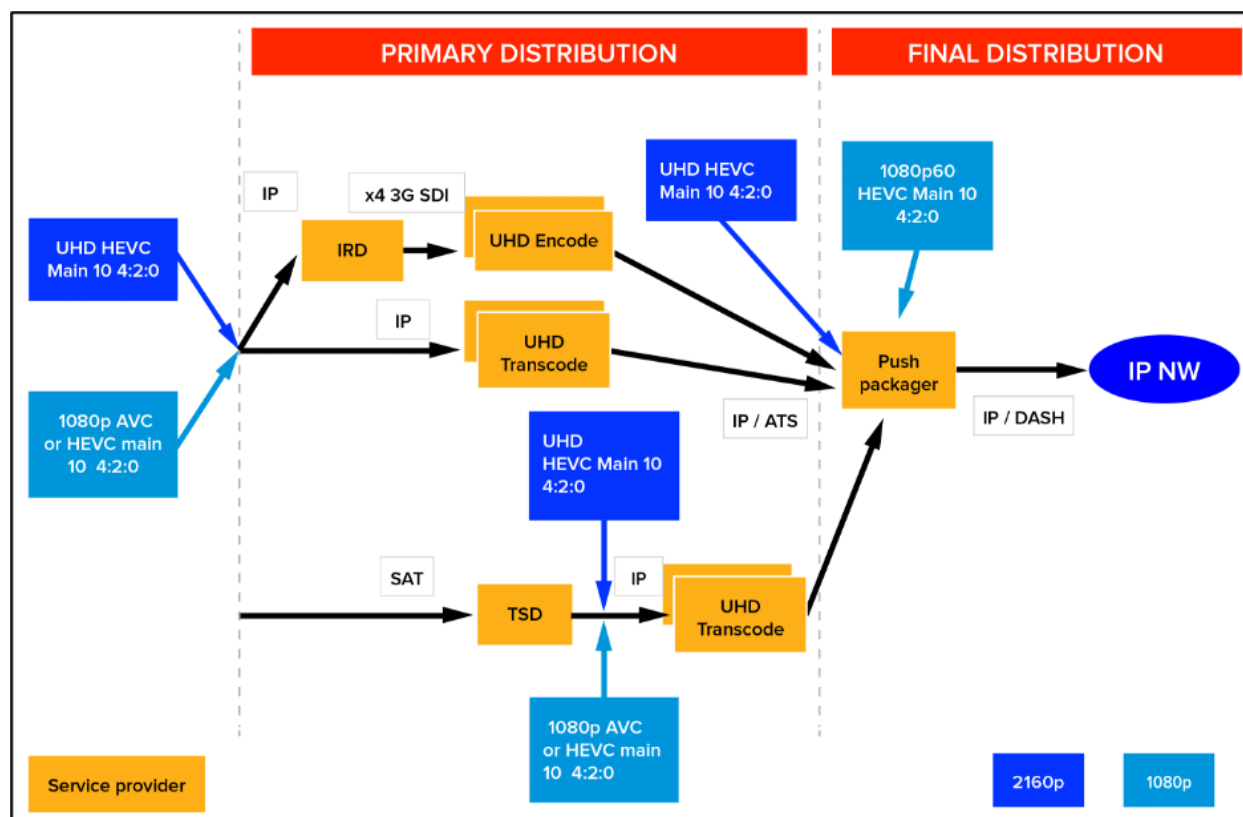 PRIMARY DISTRIBUTION
FINAL DISTRIBUTION
UHD HEVC
Main 10 4:2:0
1080p AVC
or HEVC main
10 4:2:0
IP
x4 3G SDI
IRD
UHD Encode
IP
UHD
Transcode
UHD HEVC
Main 10 4:2:0
1080p60
HEVC Main 10
4:2:0
Push
packager
IP NW
IP / ATS
IP / DASH
UHD
HEVC Main 10
4:2:0
SAT
TSD
IP
UHD
Transcode
1080p AVC
or HEVC main
10 4:2:0
Service provider
2160p
1080p